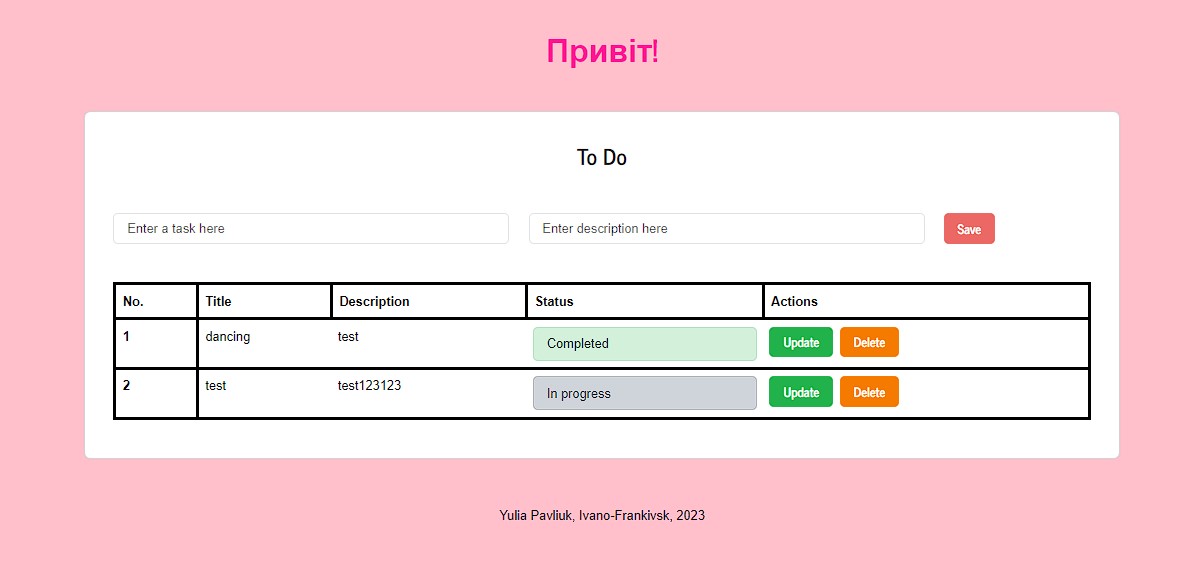 Привіт!
To Do
Enter a task here Enter description here Save
No. Title Description Status Actions
1 dancing test Completed Update Delete
2 test test123123 In progress Update Delete
Yulia Pavliuk, Ivano-Frankivsk, 2023